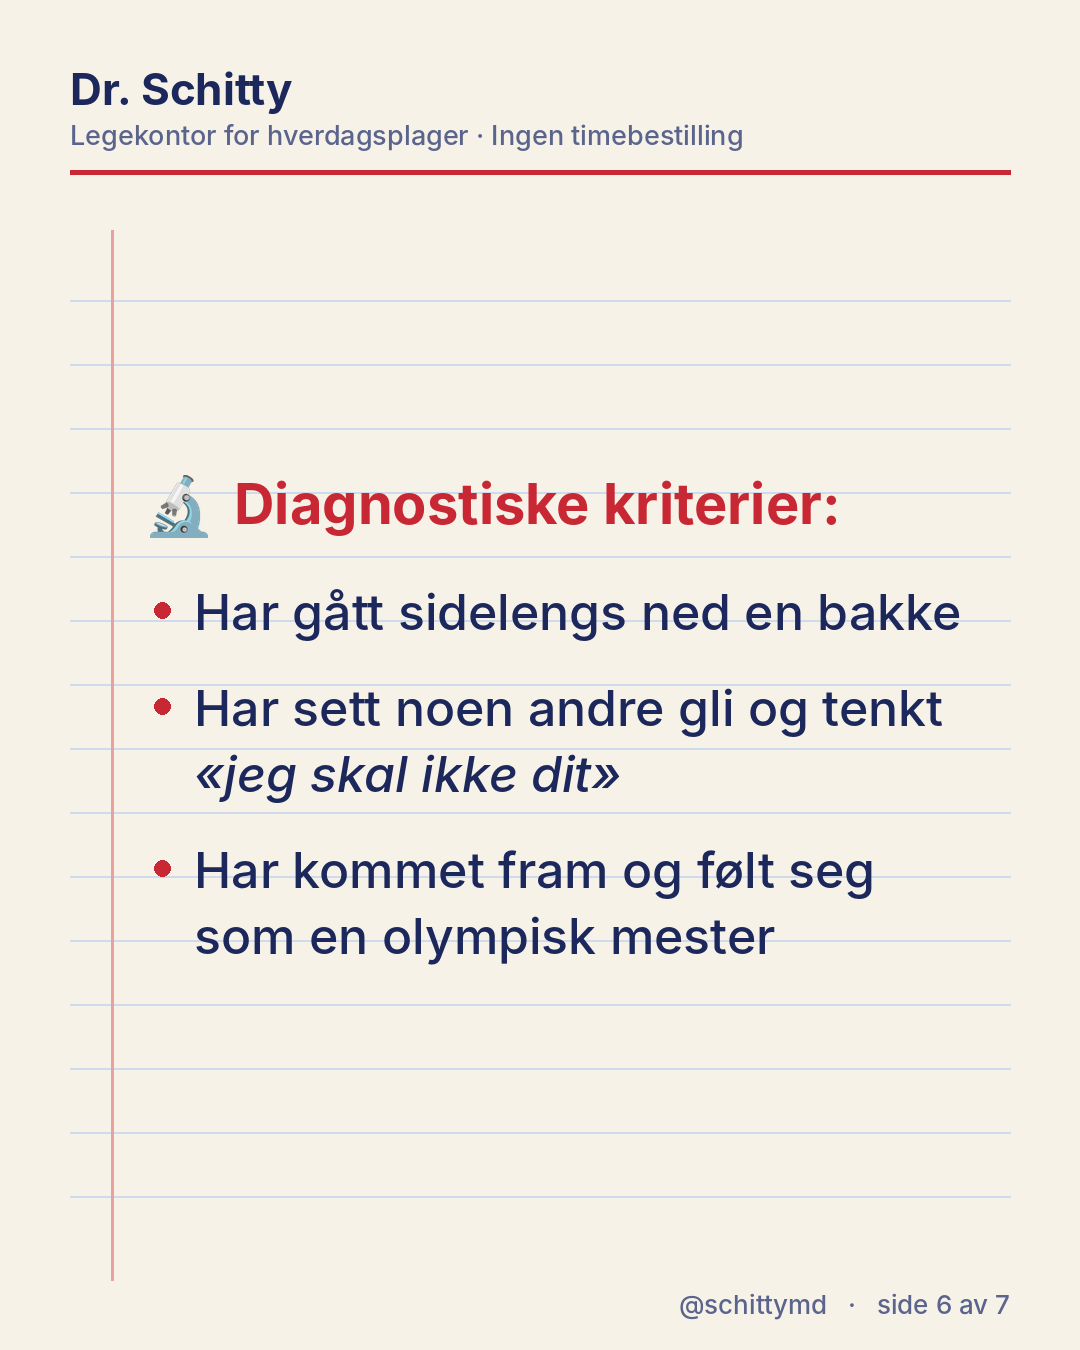 Dr. Schitty
Legekontor for hverdagsplager · Ingen timebestilling
🔬 Diagnostiske kriterier:
• Har gått sidelengs ned en bakke
• Har sett noen andre gli og tenkt
«jeg skal ikke dit»
• Har kommet fram og følt seg
som en olympisk mester
@schittymd · side 6 av 7